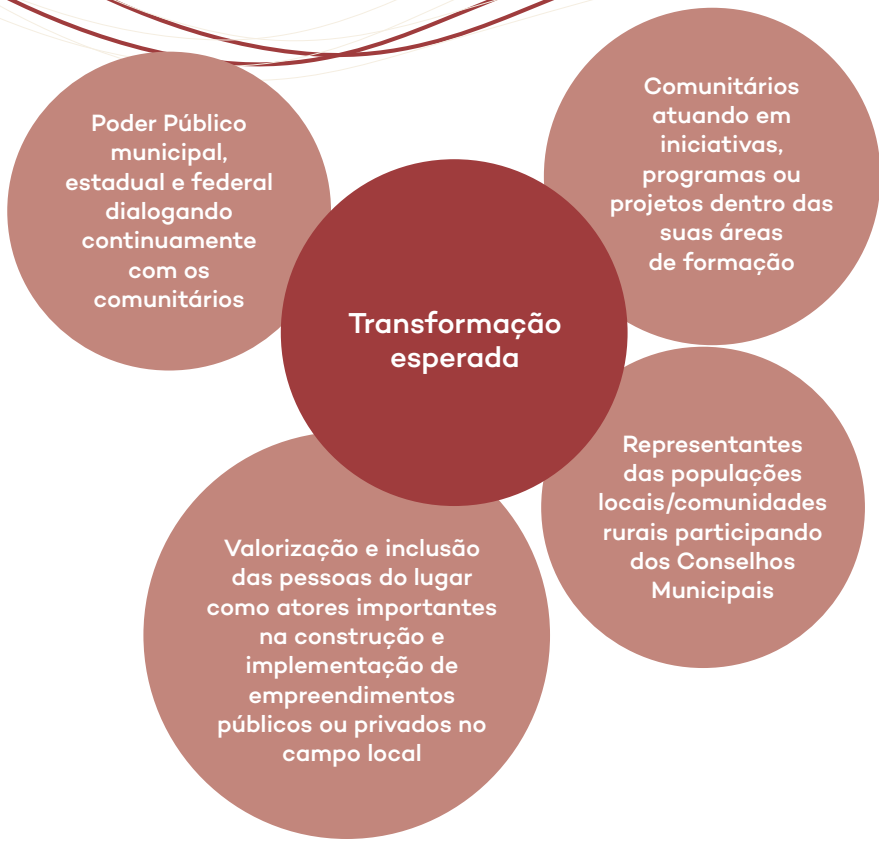 Poder Público
municipal,
estadual e federal
dialogando
continuamente
com os
comunitários
Comunitários
atuando em
iniciativas,
programas ou
projetos dentro das
suas áreas
de formação
Transformação
esperada
Representantes
das populações
locais/comunidades
rurais participando
dos Conselhos
Municipais
Valorização e inclusão
das pessoas do lugar
como atores importantes
na construção e
implementação de
empreendimentos
públicos ou privados no
campo local